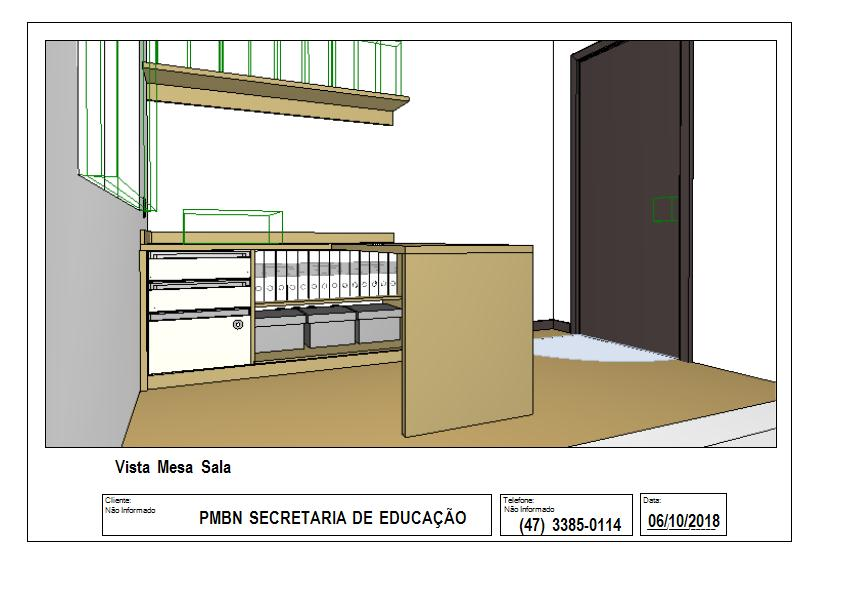 Vista Mesa Sala
Cliente:
Não Informado
PMBN SECRETARIA DE EDUCAÇÃO
Telefone:
Não Informado
(47) 3385-0114
Data:
06/10/2018